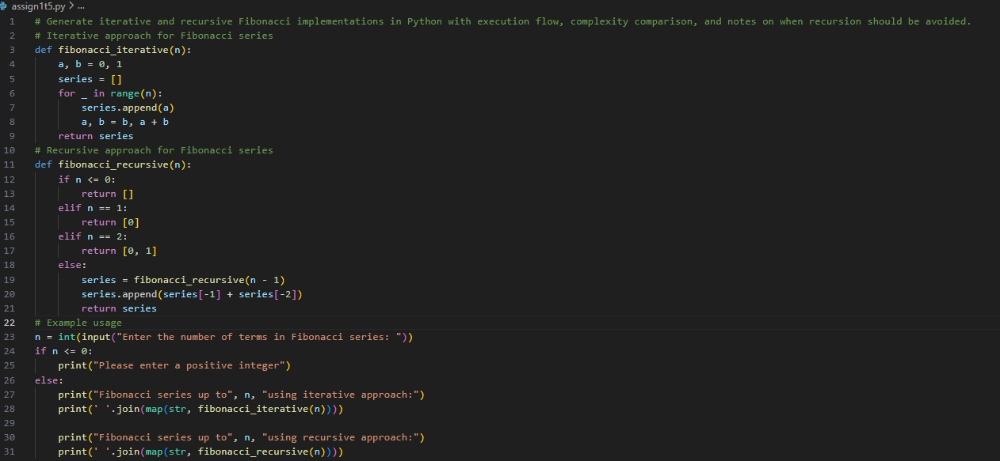 assign1t5.py > ...
1 # Generate iterative and recursive Fibonacci implementations in Python with execution flow, complexity comparison, and notes on when recursion should be avoided.
2 # Iterative approach for Fibonacci series
3 def fibonacci_iterative(n):
4     a, b = 0, 1
5     series = []
6     for _ in range(n):
7         series.append(a)
8         a, b = b, a + b
9     return series
10 # Recursive approach for Fibonacci series
11 def fibonacci_recursive(n):
12     if n <= 0:
13         return []
14     elif n == 1:
15         return [0]
16     elif n == 2:
17         return [0, 1]
18     else:
19         series = fibonacci_recursive(n - 1)
20         series.append(series[-1] + series[-2])
21         return series
22 # Example usage
23 n = int(input("Enter the number of terms in Fibonacci series: "))
24 if n <= 0:
25     print("Please enter a positive integer")
26 else:
27     print("Fibonacci series up to", n, "using iterative approach:")
28     print(' '.join(map(str, fibonacci_iterative(n))))
29
30     print("Fibonacci series up to", n, "using recursive approach:")
31     print(' '.join(map(str, fibonacci_recursive(n))))